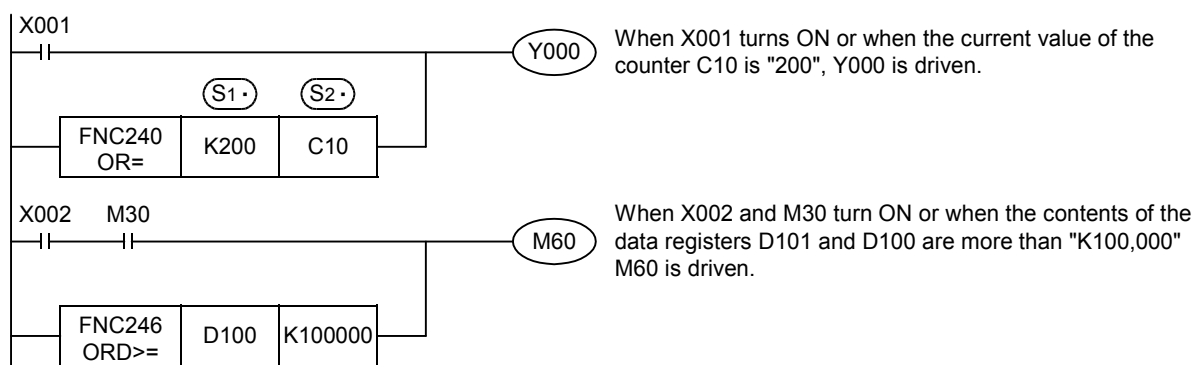 X001
Y000
When X001 turns ON or when the current value of the
counter C10 is "200", Y000 is driven.
S1· S2·
FNC240
OR=
K200
C10
X002 M30
M60
When X002 and M30 turn ON or when the contents of the
data registers D101 and D100 are more than "K100,000"
M60 is driven.
FNC246
ORD>=
D100
K100000